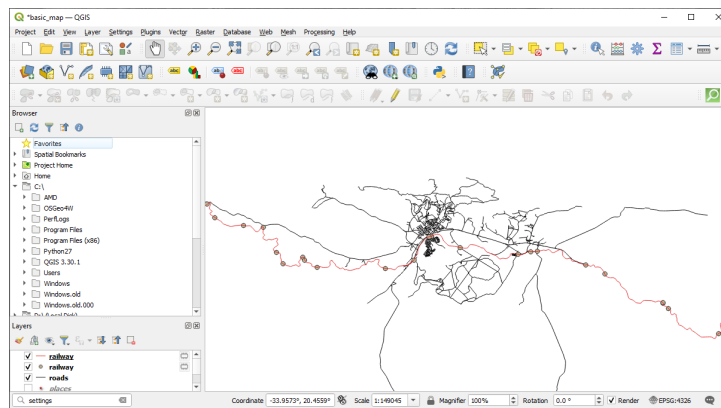 *basic_map — QGIS
Project Edit View Layer Settings Plugins Vector Raster Database Web Mesh Processing Help
Browser
Favorites
Spatial Bookmarks
Project Home
Home
C:\
AMD
OSGeo4W
PerfLogs
Program Files
Program Files (x86)
Python27
QGIS 3.30.1
Users
Windows
Windows.old
Windows.old.000
Layers
railway
railway
roads
places
settings
Coordinate -33.9573°, 20.4559° Scale 1:149045 Magnifier 100% Rotation 0.0 ° Render EPSG:4326